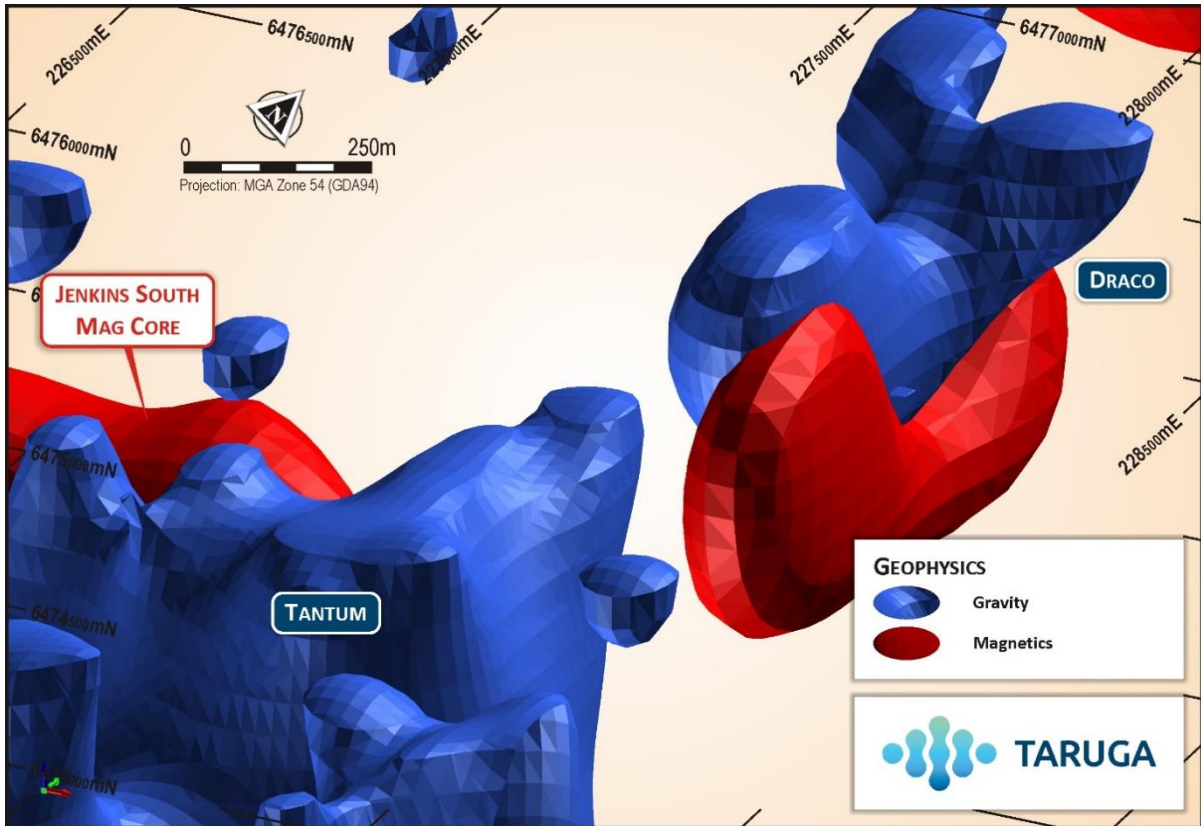 226500mE
6476500mN
227500mE
6477000mN
228000mE
N
0 250m
Projection: MGA Zone 54 (GDA94)
6476000mN
JENKINS SOUTH
MAG CORE
DRACO
6475000mN
228500mE
TANTUM
6474500mN
GEOPHYSICS
Gravity
Magnetics
TARUGA